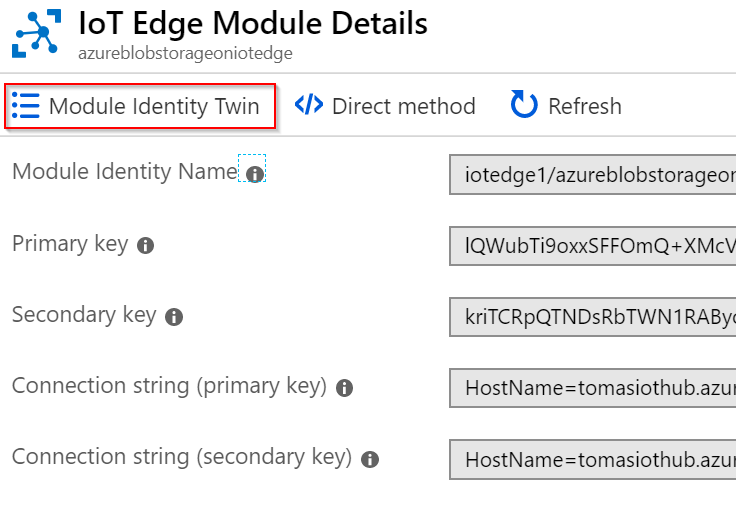 IoT Edge Module Details
azureblobstorageoniotedge
Module Identity Twin </> Direct method Refresh
Module Identity Name iotedge1/azureblobstorageon
Primary key lQWubTi9oxxSFFOmQ+XMcV
Secondary key kriTCRpQTNDsRbTWN1RAByc
Connection string (primary key) HostName=tomasiothub.azur
Connection string (secondary key) HostName=tomasiothub.azur